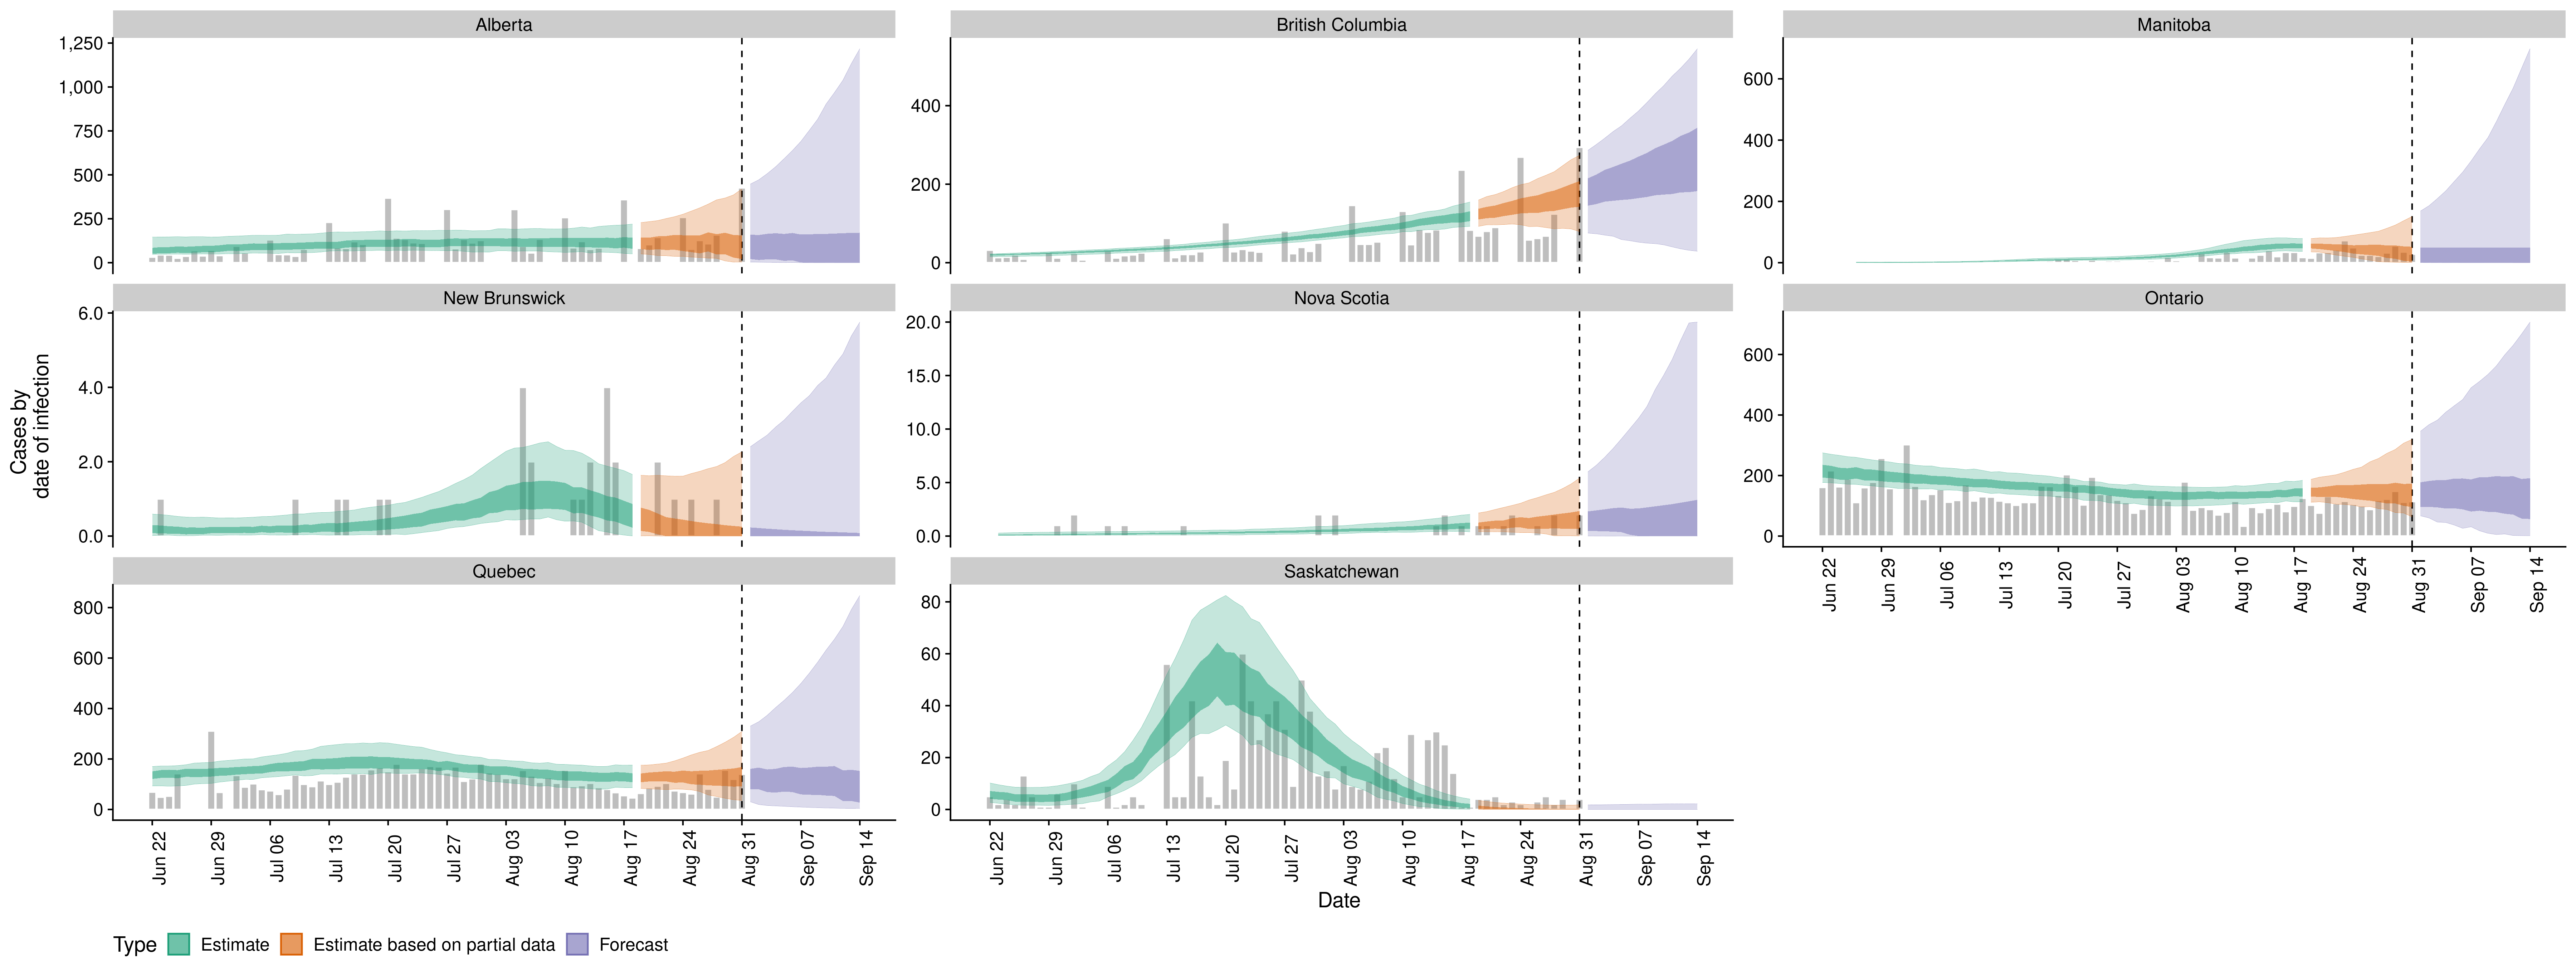 Alberta
British Columbia
Manitoba
1,250
1,000
750
500
250
0
400
200
0
600
400
200
0
New Brunswick
Nova Scotia
Ontario
6.0
4.0
2.0
0.0
20.0
15.0
10.0
5.0
0.0
600
400
200
0
Cases by
date of infection
Quebec
Saskatchewan
Jun 22
Jun 29
Jul 06
Jul 13
Jul 20
Jul 27
Aug 03
Aug 10
Aug 17
Aug 24
Aug 31
Sep 07
Sep 14
800
600
400
200
0
80
60
40
20
0
Jun 22
Jun 29
Jul 06
Jul 13
Jul 20
Jul 27
Aug 03
Aug 10
Aug 17
Aug 24
Aug 31
Sep 07
Sep 14
Jun 22
Jun 29
Jul 06
Jul 13
Jul 20
Jul 27
Aug 03
Aug 10
Aug 17
Aug 24
Aug 31
Sep 07
Sep 14
Date
Type Estimate Estimate based on partial data Forecast